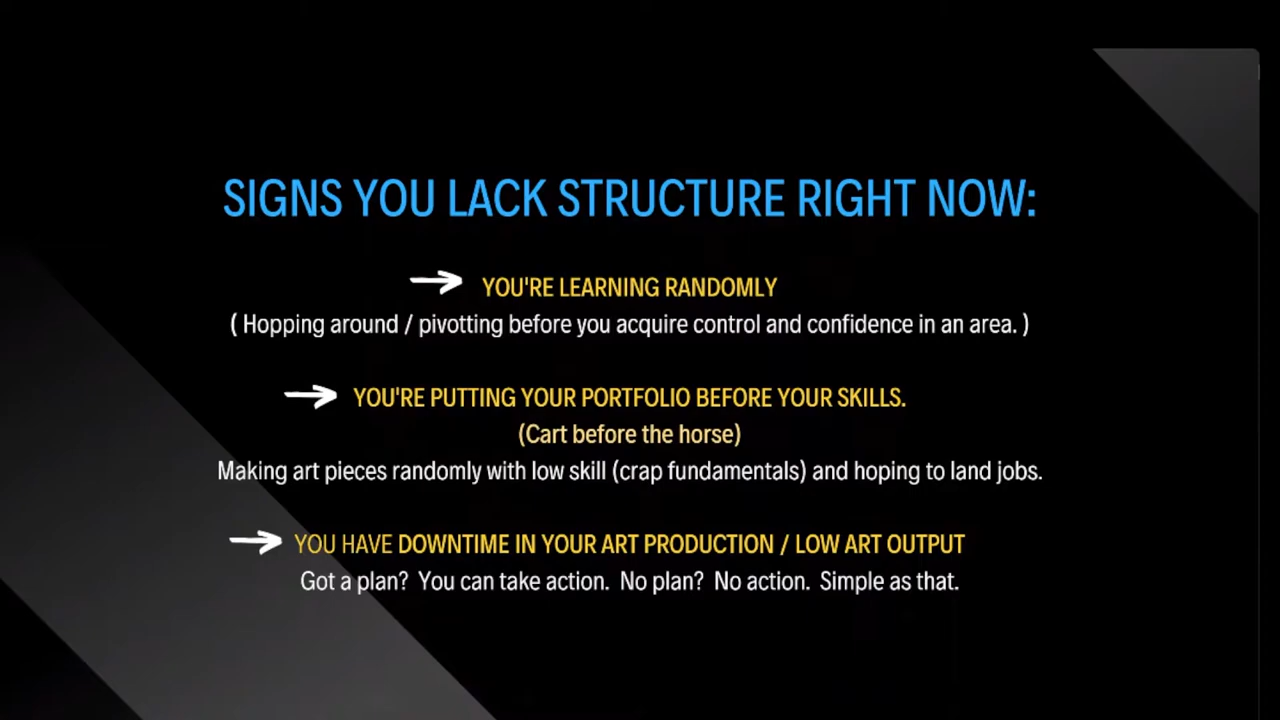 SIGNS YOU LACK STRUCTURE RIGHT NOW:
YOU'RE LEARNING RANDOMLY
( Hopping around / pivotting before you acquire control and confidence in an area. )
YOU'RE PUTTING YOUR PORTFOLIO BEFORE YOUR SKILLS.
(Cart before the horse)
Making art pieces randomly with low skill (crap fundamentals) and hoping to land jobs.
YOU HAVE DOWNTIME IN YOUR ART PRODUCTION / LOW ART OUTPUT
Got a plan? You can take action. No plan? No action. Simple as that.